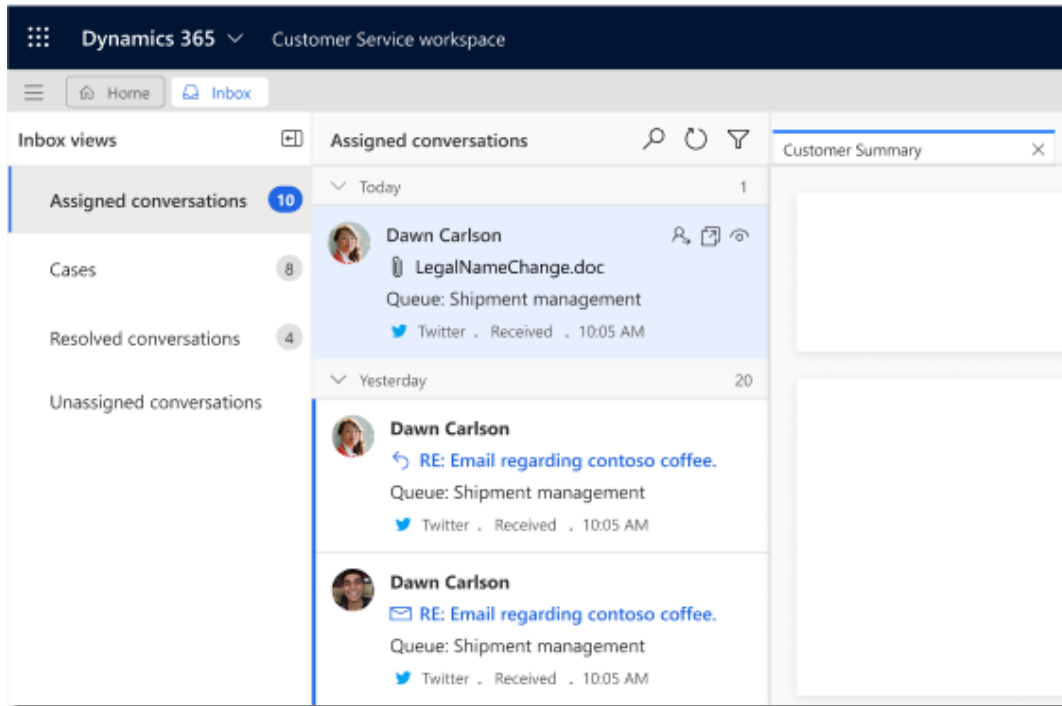 Dynamics 365 Customer Service workspace
Home Inbox
Inbox views
Assigned conversations 10
Cases 8
Resolved conversations 4
Unassigned conversations
Assigned conversations
Today 1
Dawn Carlson
LegalNameChange.doc
Queue: Shipment management
Twitter . Received . 10:05 AM
Yesterday 20
Dawn Carlson
RE: Email regarding contoso coffee.
Queue: Shipment management
Twitter . Received . 10:05 AM
Dawn Carlson
RE: Email regarding contoso coffee.
Queue: Shipment management
Twitter . Received . 10:05 AM
Customer Summary